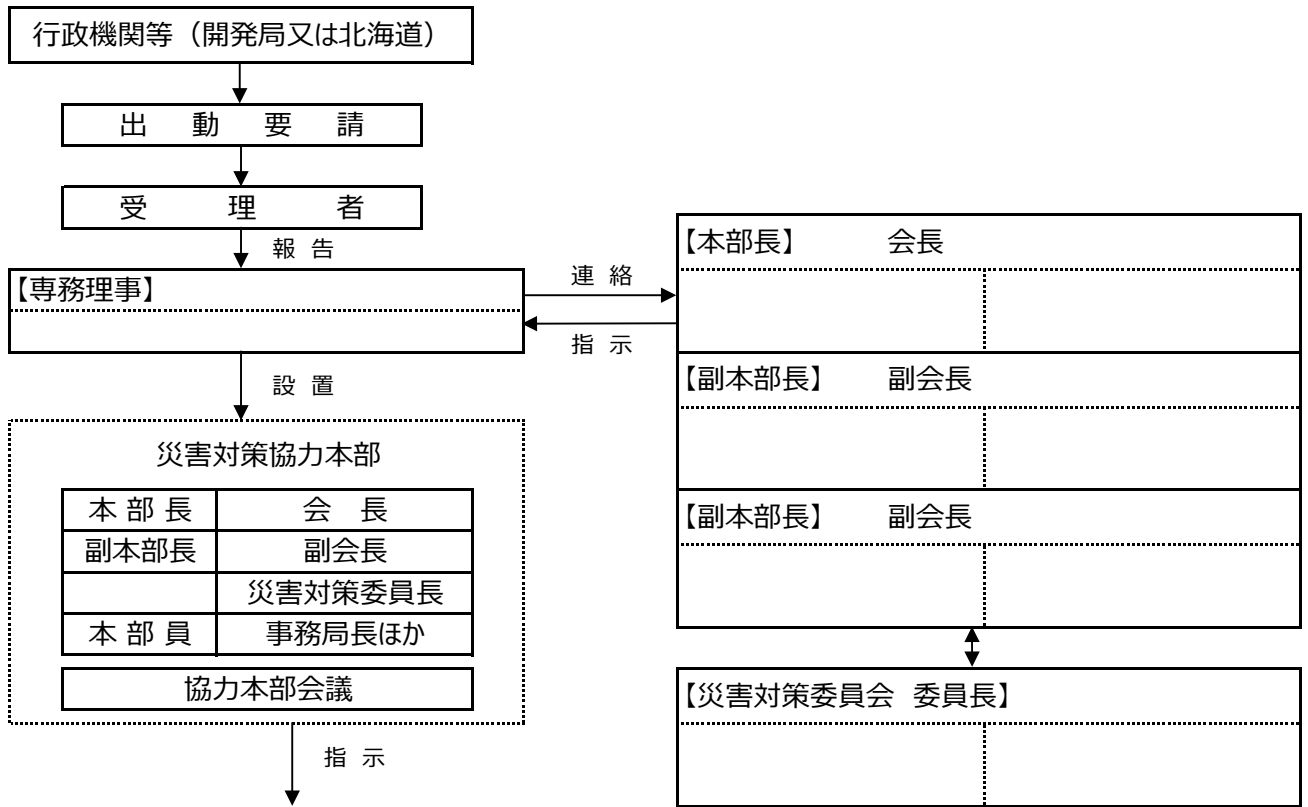 行政機関等（開発局又は北海道）
出　動　要　請
受　理　者
報 告
【専務理事】
連 絡
指 示
【本部長】　会長
【副本部長】　副会長
【副本部長】　副会長
設 置
災害対策協力本部
本 部 長　会　長
副本部長　副会長
災害対策委員長
本 部 員　事務局長ほか
協力本部会議
【災害対策委員会 委員長】
指 示